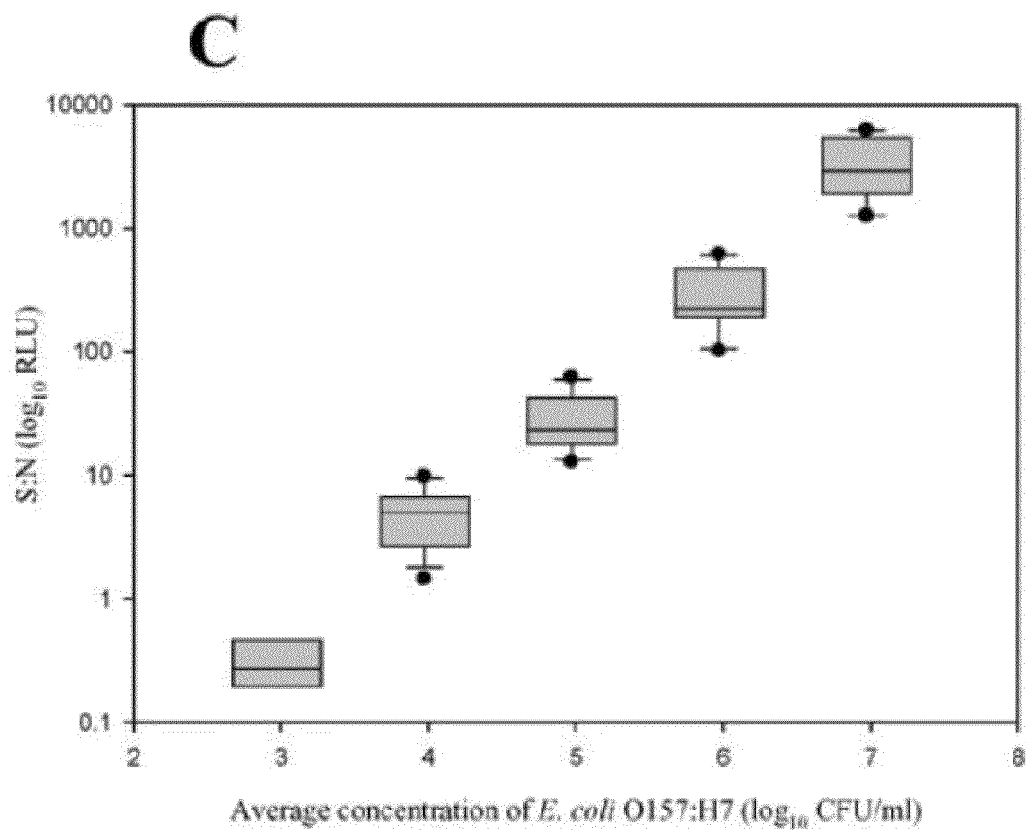 C
10000
1000
100
10
1
0.1
S:N (log10 RLU)
2 3 4 5 6 7 8
Average concentration of E. coli O157:H7 (log10 CFU/ml)